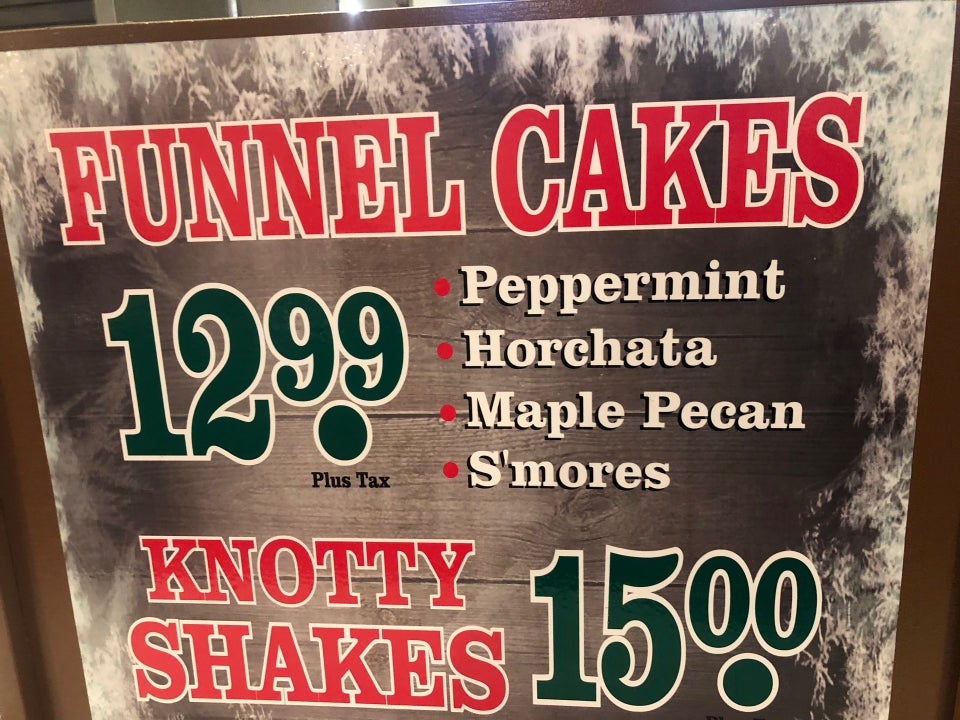 FUNNEL CAKES
12.99
Plus Tax
• Peppermint
• Horchata
• Maple Pecan
• S'mores
KNOTTY
SHAKES
15.00